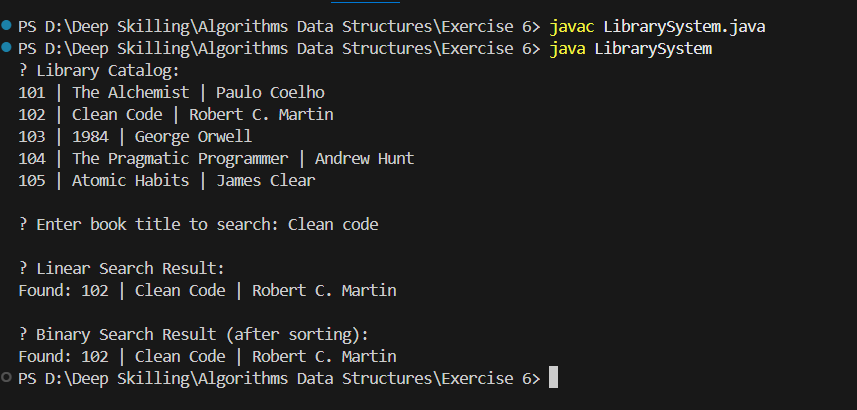 PS D:\Deep Skilling\Algorithms Data Structures\Exercise 6> javac LibrarySystem.java
PS D:\Deep Skilling\Algorithms Data Structures\Exercise 6> java LibrarySystem
? Library Catalog:
101 | The Alchemist | Paulo Coelho
102 | Clean Code | Robert C. Martin
103 | 1984 | George Orwell
104 | The Pragmatic Programmer | Andrew Hunt
105 | Atomic Habits | James Clear
? Enter book title to search: Clean code
? Linear Search Result:
Found: 102 | Clean Code | Robert C. Martin
? Binary Search Result (after sorting):
Found: 102 | Clean Code | Robert C. Martin
PS D:\Deep Skilling\Algorithms Data Structures\Exercise 6>